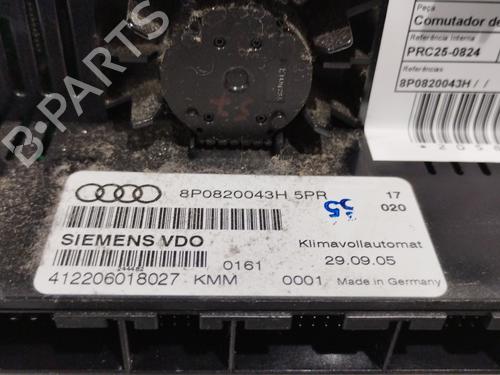 Peça
Comutador de
Referência Interna
PRC25-0824
Referências
8P0820043H / /
B-PARTS
8P0820043H 5PR
17
020
55
SIEMENS VDO
Klimavollautomat
0161
29.09.05
412206018027 KMM
0001 Made in Germany